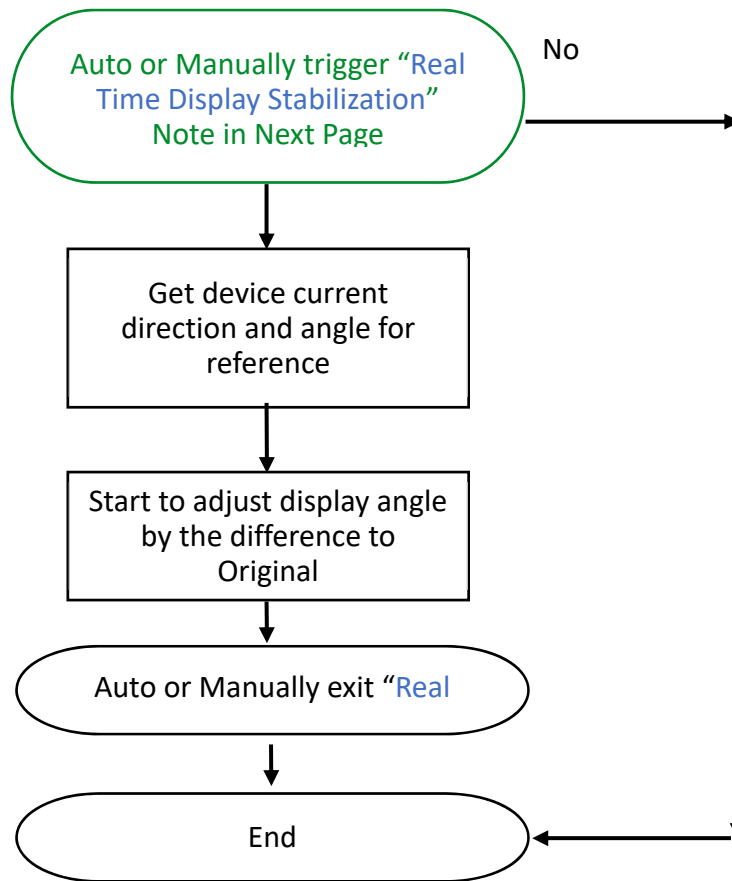 Auto or Manually trigger “Real
Time Display Stabilization”
Note in Next Page
No
Get device current
direction and angle for
reference
Start to adjust display angle
by the difference to
Original
Auto or Manually exit “Real
End